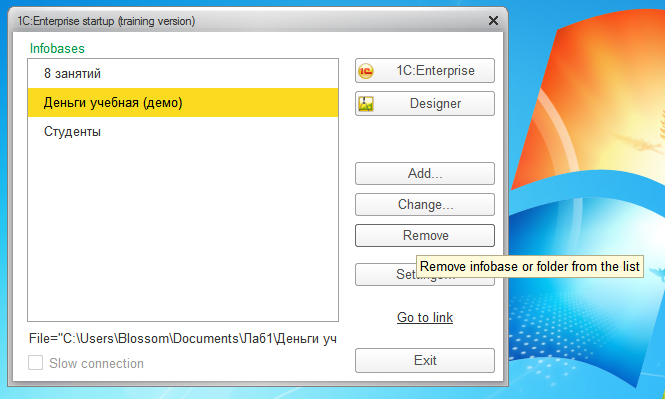 1C:Enterprise startup (training version)
Infobases
8 занятий
Деньги учебная (демо)
Студенты
1C:Enterprise
Designer
Add...
Change...
Remove
Remove infobase or folder from the list
Go to link
File="C:\Users\Blossom\Documents\Лаб1\Деньги уч
Slow connection
Exit